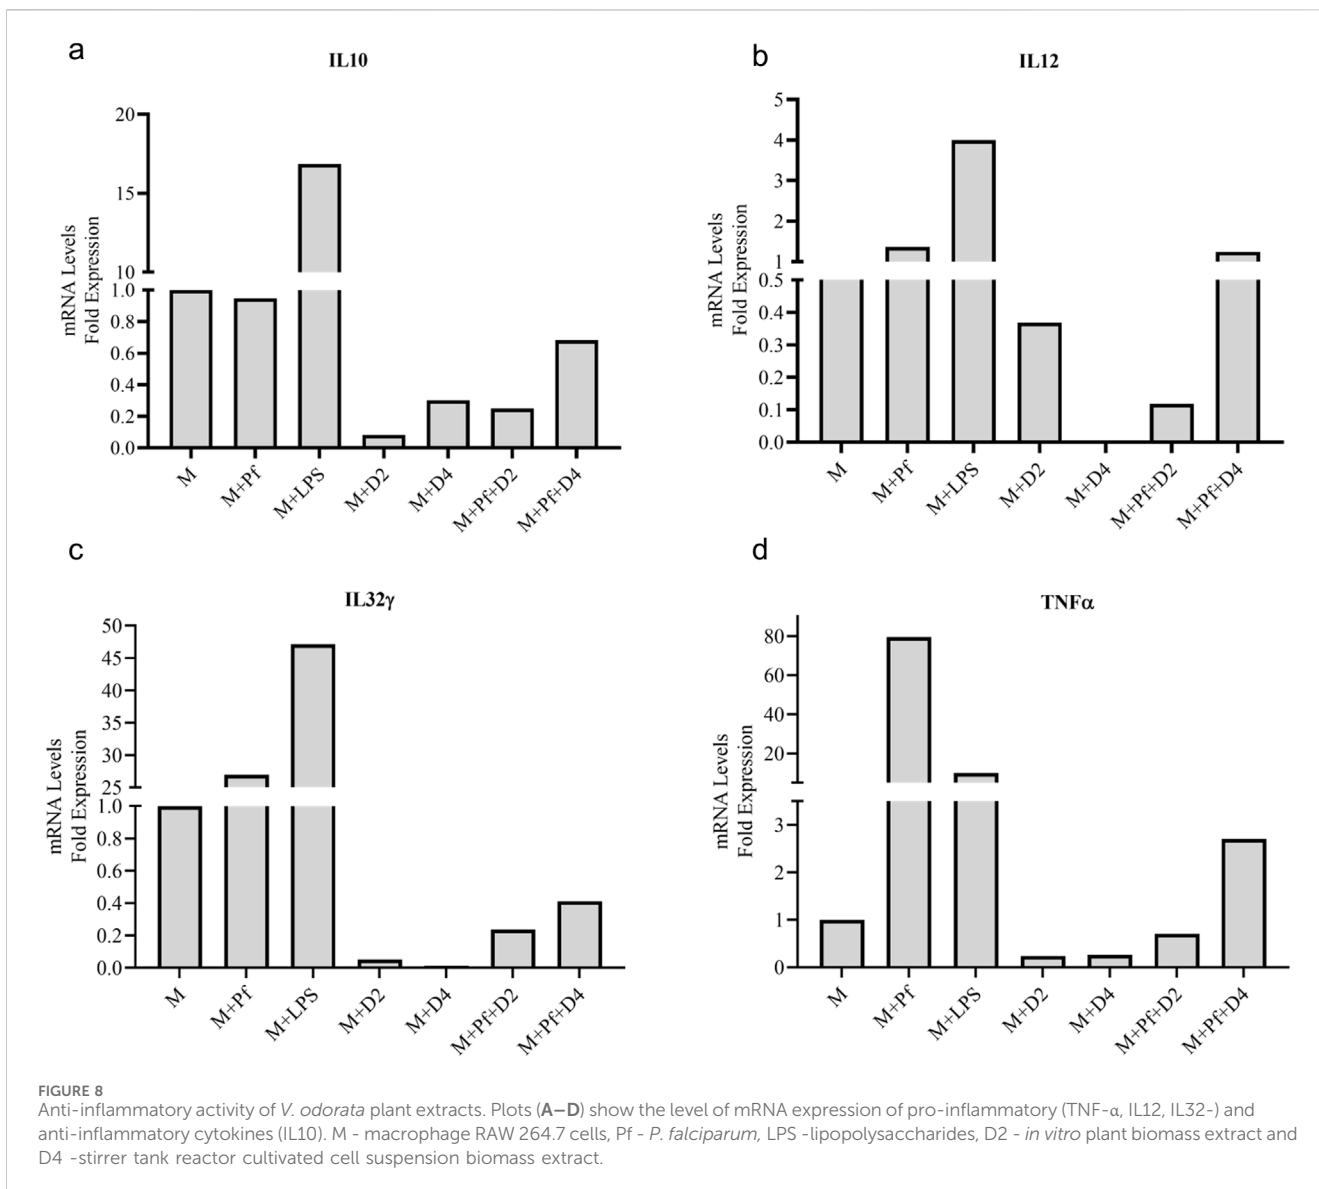 a
IL10
mRNA Levels
Fold Expression
20
15
10
1.0
0.8
0.6
0.4
0.2
0.0
M
M+Pf
M+LPS
M+D2
M+D4
M+Pf+D2
M+Pf+D4
b
IL12
mRNA Levels
Fold Expression
5
4
3
2
1
0.5
0.4
0.3
0.2
0.1
0.0
M
M+Pf
M+LPS
M+D2
M+D4
M+Pf+D2
M+Pf+D4
c
IL32γ
mRNA Levels
Fold Expression
50
45
40
35
30
25
1.0
0.8
0.6
0.4
0.2
0.0
M
M+Pf
M+LPS
M+D2
M+D4
M+Pf+D2
M+Pf+D4
d
TNFα
mRNA Levels
Fold Expression
80
60
40
20
3
2
1
0
M
M+Pf
M+LPS
M+D2
M+D4
M+Pf+D2
M+Pf+D4
FIGURE 8
Anti-inflammatory activity of V. odorata plant extracts. Plots (A–D) show the level of mRNA expression of pro-inflammatory (TNF-α, IL12, IL32-) and
anti-inflammatory cytokines (IL10). M - macrophage RAW 264.7 cells, Pf - P. falciparum, LPS -lipopolysaccharides, D2 - in vitro plant biomass extract and
D4 -stirrer tank reactor cultivated cell suspension biomass extract.